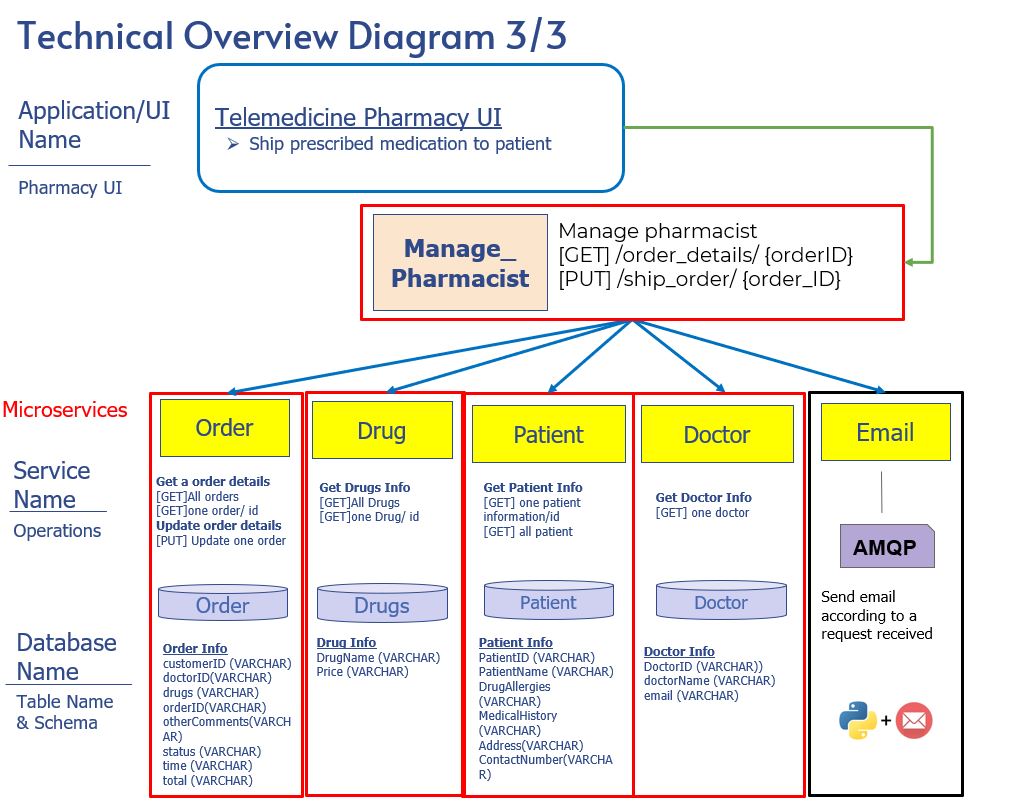 Technical Overview Diagram 3/3
Application/UI
Name
Pharmacy UI
Telemedicine Pharmacy UI
Ship prescribed medication to patient
Manage_
Pharmacist
Manage pharmacist
[GET] /order_details/ {orderID}
[PUT] /ship_order/ {order_ID}
Microservices
Service
Name
Operations
Database
Name
Table Name
& Schema
Order
Get a order details
[GET]All orders
[GET]one order/ id
Update order details
[PUT] Update one order
Order
Order Info
customerID (VARCHAR)
doctorID(VARCHAR)
drugs (VARCHAR)
orderID(VARCHAR)
otherComments(VARCH
AR)
status (VARCHAR)
time (VARCHAR)
total (VARCHAR)
Drug
Get Drugs Info
[GET]All Drugs
[GET]one Drug/ id
Drugs
Drug Info
DrugName (VARCHAR)
Price (VARCHAR)
Patient
Get Patient Info
[GET] one patient
information/id
[GET] all patient
Patient
Patient Info
PatientID (VARCHAR)
PatientName (VARCHAR)
DrugAllergies
(VARCHAR)
MedicalHistory
(VARCHAR)
Address(VARCHAR)
ContactNumber(VARCHA
R)
Doctor
Get Doctor Info
[GET] one doctor
Doctor
Doctor Info
DoctorID (VARCHAR))
doctorName (VARCHAR)
email (VARCHAR)
Email
AMQP
Send email
according to a
request received
+